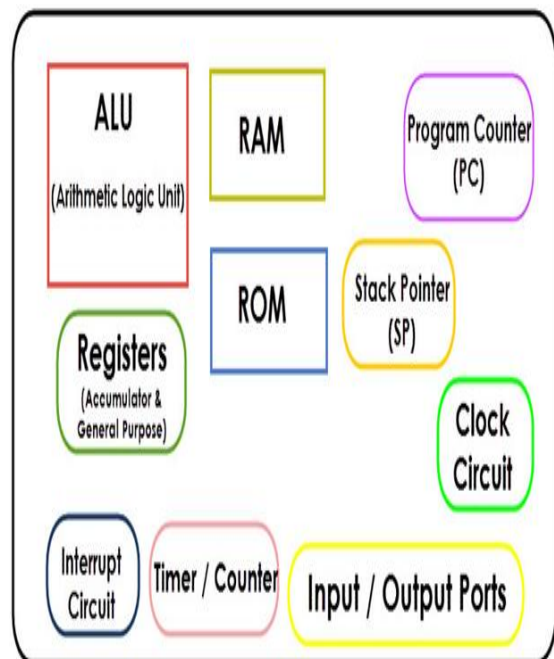 ALU
(Arithmetic Logic Unit)
RAM
Program Counter
(PC)
ROM
Stack Pointer
(SP)
Registers
(Accumulator &
General Purpose)
Clock
Circuit
Interrupt
Circuit
Timer / Counter
Input / Output Ports